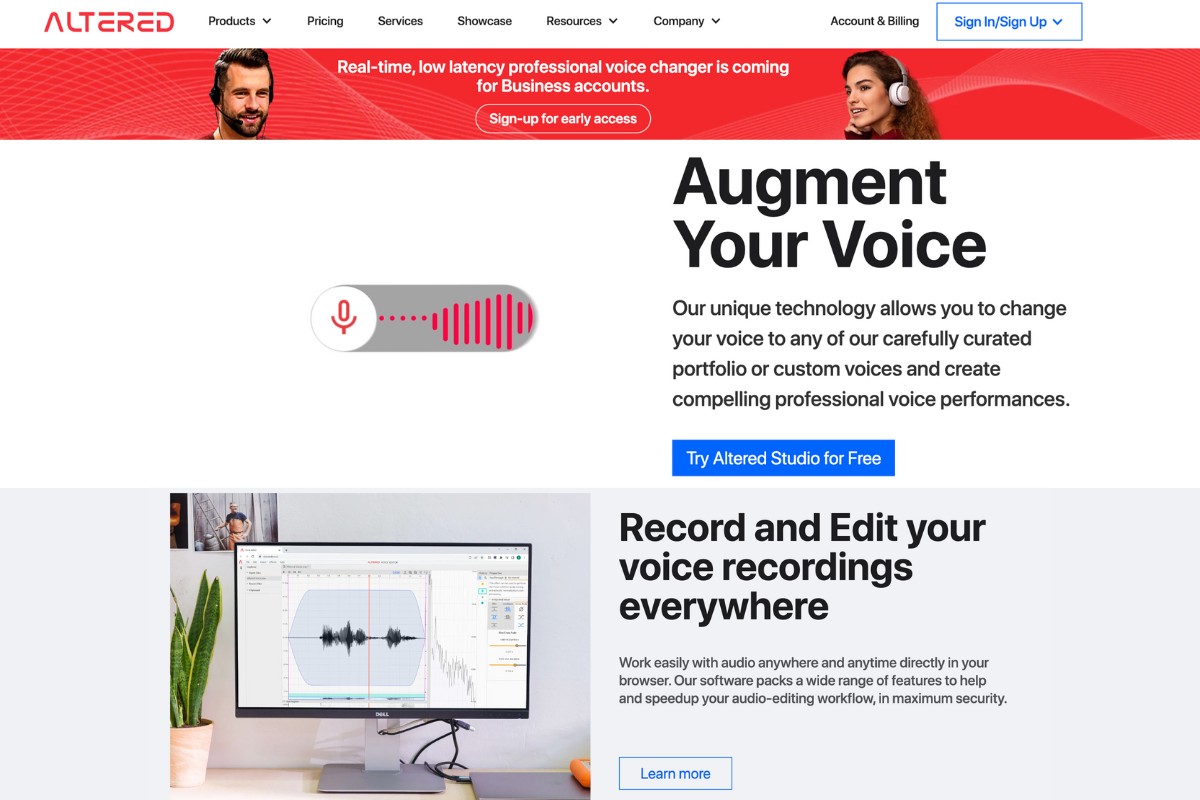 ALTERED
Products
Pricing
Services
Showcase
Resources
Company
Account & Billing
Sign In/Sign Up
Real-time, low latency professional voice changer is coming
for Business accounts.
Sign-up for early access
Augment
Your Voice
Our unique technology allows you to change
your voice to any of our carefully curated
portfolio or custom voices and create
compelling professional voice performances.
Try Altered Studio for Free
Record and Edit your
voice recordings
everywhere
Work easily with audio anywhere and anytime directly in your
browser. Our software packs a wide range of features to help
and speedup your audio-editing workflow, in maximum security.
DELL
Learn more